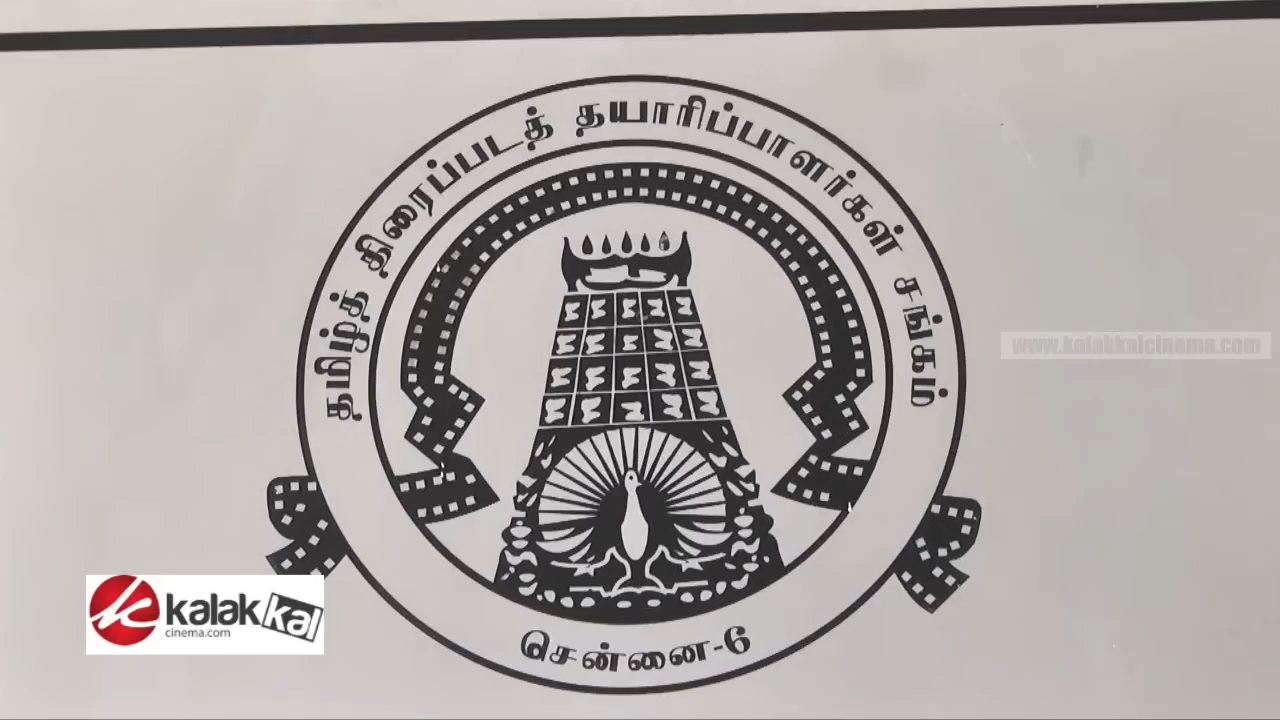 தமிழ்த் திரைப்படத் தயாரிப்பாளர்கள் சங்கம்
www.kalakkalcinema.com
kalakkal
cinema.com
சென்னை-6